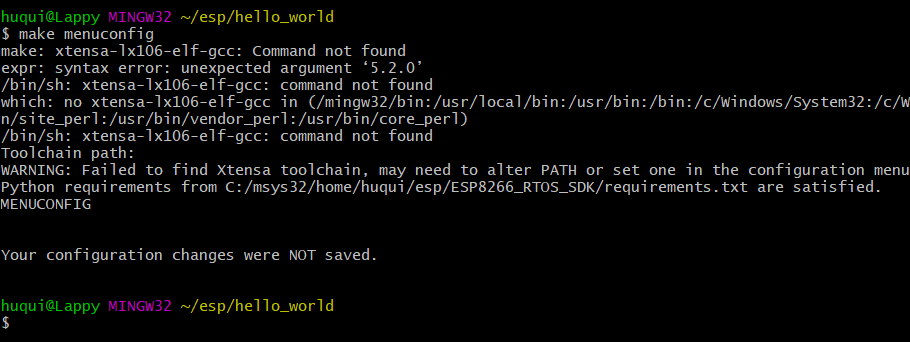 huqui@Lappy MINGW32 ~/esp/hello_world
$ make menuconfig
make: xtensa-lx106-elf-gcc: Command not found
expr: syntax error: unexpected argument ‘5.2.0’
/bin/sh: xtensa-lx106-elf-gcc: command not found
which: no xtensa-lx106-elf-gcc in (/mingw32/bin:/usr/local/bin:/usr/bin:/bin:/c/Windows/System32:/c/W
n/site_perl:/usr/bin/vendor_perl:/usr/bin/core_perl)
/bin/sh: xtensa-lx106-elf-gcc: command not found
Toolchain path:
WARNING: Failed to find Xtensa toolchain, may need to alter PATH or set one in the configuration menu
Python requirements from C:/msys32/home/huqui/esp/ESP8266_RTOS_SDK/requirements.txt are satisfied.
MENUCONFIG
Your configuration changes were NOT saved.
huqui@Lappy MINGW32 ~/esp/hello_world
$